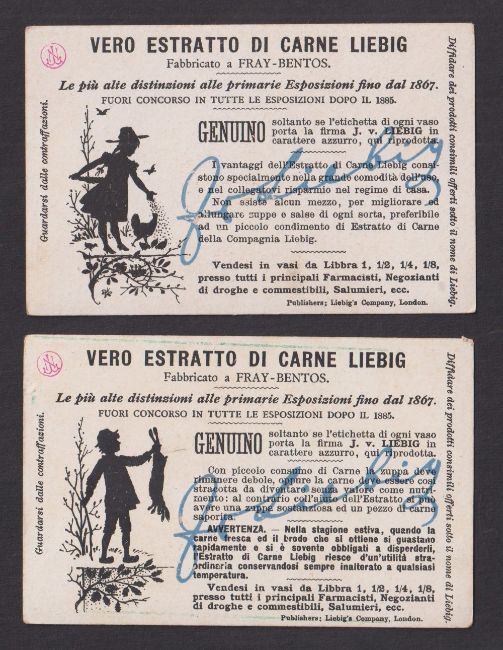 VERO ESTRATTO DI CARNE LIEBIG
Fabbricato a FRAY-BENTOS.
Le più alte distinzioni alle primarie Esposizioni fino dal 1867.
FUORI CONCORSO IN TUTTE LE ESPOSIZIONI DOPO IL 1885.
GENUINO
soltanto se l'etichetta di ogni vaso
porta la firma J. v. LIEBIG in
carattere azzurro, qui riprodotta.
I vantaggi dell'Estratto di Carne Liebig consi-
stono specialmente nella grande comodità dell'uso,
e nel collegatovi risparmio nel regime di casa.
Non esiste alcun mezzo, per migliorare ed
allungare zuppe e salse di ogni sorta, preferibile
ad un piccolo condimento di Estratto di Carne
della Compagnia Liebig.
Vendesi in vasi da Libbra 1, 1/2, 1/4, 1/8,
presso tutti i principali Farmacisti, Negozianti
di droghe e commestibili, Salumieri, ecc.
Publishers; Liebig's Company, London.
Guardarsi dalle contraffazioni.
Diffidare dei prodotti consimili offerti sotto il nome di Liebig.
VERO ESTRATTO DI CARNE LIEBIG
Fabbricato a FRAY-BENTOS.
Le più alte distinzioni alle primarie Esposizioni fino dal 1867.
FUORI CONCORSO IN TUTTE LE ESPOSIZIONI DOPO IL 1885.
GENUINO
soltanto se l'etichetta di ogni vaso
porta la firma J. v. LIEBIG in
carattere azzurro, qui riprodotta.
Con piccolo consumo di Carne la zuppa deve
rimanere debole, oppure la carne deve essere così
struttata da diventare senza valore come nutri-
mento; al contrario coll'aiuto dell'Estratto si può
avere una zuppa sostanziosa ed un pezzo di carne
saporita.
AVVERTENZA. Nella stagione estiva, quando la
carne fresca ed il brodo che si ottiene si guastano
rapidamente o si è sovente obbligati a disperderli,
l'Estratto di Carne Liebig riesce d'un'utilità stra-
ordinaria conservandosi sempre inalterato a qualsiasi
temperatura.
Vendesi in vasi da Libbra 1, 1/2, 1/4, 1/8,
presso tutti i principali Farmacisti, Negozianti
di droghe e commestibili, Salumieri, ecc.
Publishers; Liebig's Company, London.
Guardarsi dalle contraffazioni.
Diffidare dei prodotti consimili offerti sotto il nome di Liebig.